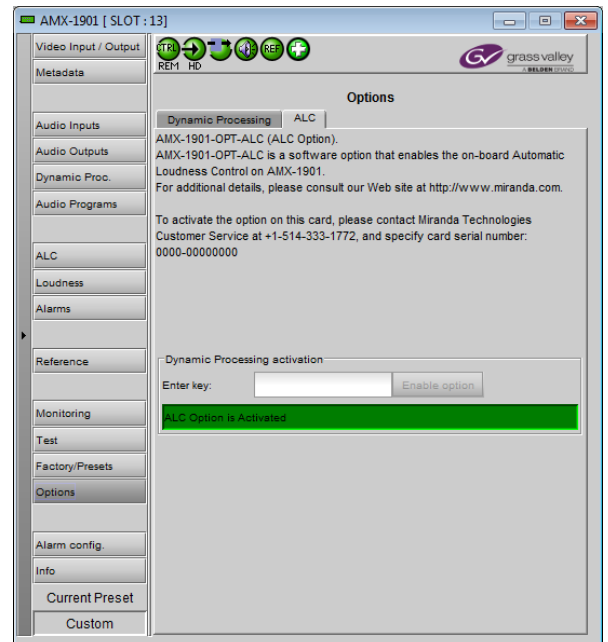 AMX-1901 [ SLOT : 13]
Video Input / Output
Metadata
Audio Inputs
Audio Outputs
Dynamic Proc.
Audio Programs
ALC
Loudness
Alarms
Reference
Monitoring
Test
Factory/Presets
Options
Alarm config.
Info
Current Preset
Custom
CTRL
REF
REM HD
grass valley
A BELDEN BRAND
Options
Dynamic Processing ALC
AMX-1901-OPT-ALC (ALC Option).
AMX-1901-OPT-ALC is a software option that enables the on-board Automatic
Loudness Control on AMX-1901.
For additional details, please consult our Web site at http://www.miranda.com.
To activate the option on this card, please contact Miranda Technologies
Customer Service at +1-514-333-1772, and specify card serial number:
0000-00000000
Dynamic Processing activation
Enter key:
Enable option
ALC Option is Activated